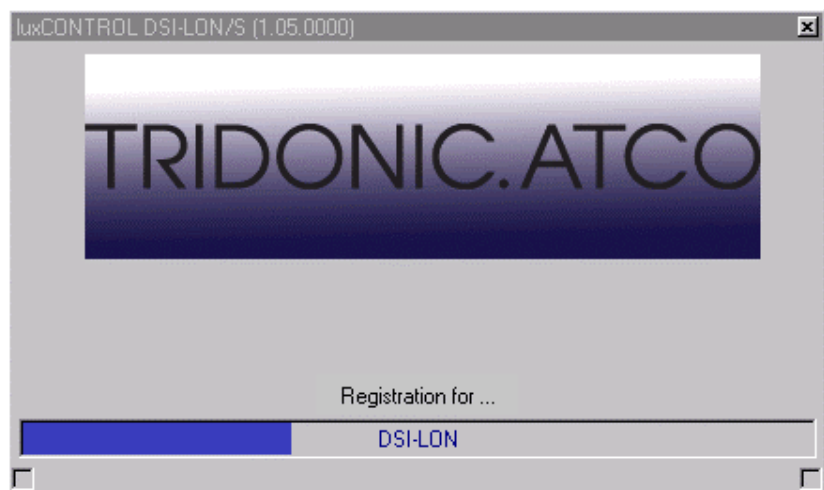 luxCONTROL DSI-LON/S (1.05.0000)
TRIDONIC.ATCO
Registration for ...
DSI-LON